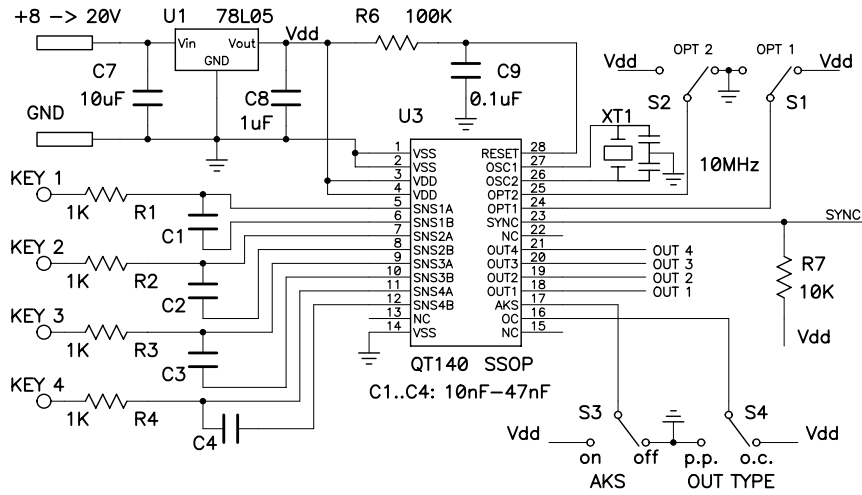 +8 -> 20V
U1 78L05
R6 100K
Vin Vout
GND
Vdd
C7
10uF
C8
1uF
C9
0.1uF
GND
U3
XT1
10MHz
Vdd
OPT 2
OPT 1
Vdd
S2
S1
KEY 1
1K R1
C1
KEY 2
1K R2
C2
KEY 3
1K R3
C3
KEY 4
1K R4
C4
1 VSS
2 VSS
3 VDD
4 VDD
5 SNS1A
6 SNS1B
7 SNS2A
8 SNS2B
9 SNS3A
10 SNS3B
11 SNS4A
12 SNS4B
13 NC
14 VSS
RESET 28
OSC1 27
OSC2 26
OPT2 25
OPT1 24
SYNC 23
NC 22
OUT4 21
OUT3 20
OUT2 19
OUT1 18
AKS 17
OC 16
NC 15
OUT 4
OUT 3
OUT 2
OUT 1
SYNC
R7
10K
Vdd
QT140 SSOP
C1..C4: 10nF-47nF
S3
S4
Vdd
Vdd
on off p.p. o.c.
AKS OUT TYPE